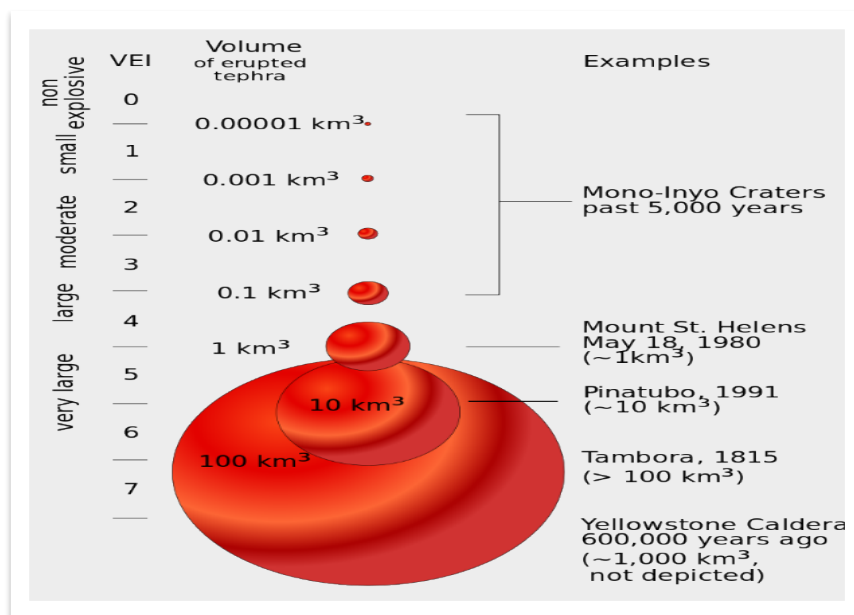 VEI
Volume
of erupted
tephra
Examples
non
explosive
small
moderate
large
very large
0
1
2
3
4
5
6
7
0.00001 km³
0.001 km³
0.01 km³
0.1 km³
1 km³
10 km³
100 km³
Mono-Inyo Craters
past 5,000 years
Mount St. Helens
May 18, 1980
(~1km³)
Pinatubo, 1991
(~10 km³)
Tambora, 1815
(> 100 km³)
Yellowstone Caldera
600,000 years ago
(~1,000 km³,
not depicted)